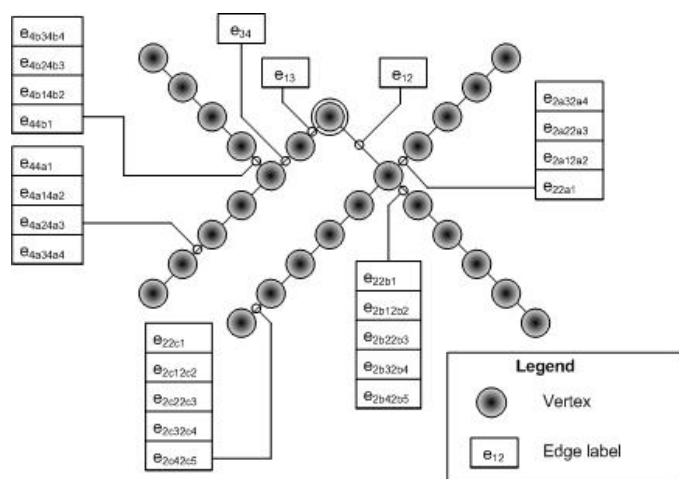 e4b34b4
e4b24b3
e4b14b2
e44b1
e34
e13
e12
e2a32a4
e2a22a3
e2a12a2
e22a1
e44a1
e4a14a2
e4a24a3
e4a34a4
e22b1
e2b12b2
e2b22b3
e2b32b4
e2b42b5
e22c1
e2c12c2
e2c22c3
e2c32c4
e2c42c5
Legend
Vertex
e12 Edge label